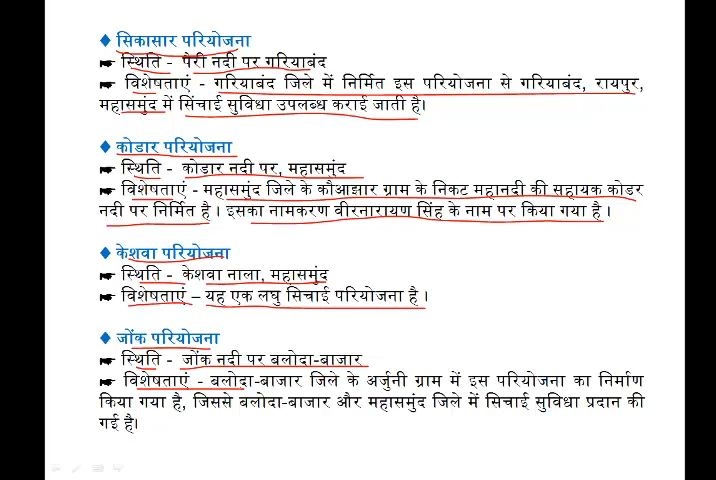 ♦ सिकासार परियोजना
☛ स्थिति - पैरी नदी पर गरियाबंद
☛ विशेषताएं - गरियाबंद जिले में निर्मित इस परियोजना से गरियाबंद, रायपुर,
महासमुंद में सिंचाई सुविधा उपलब्ध कराई जाती है।
♦ कोडार परियोजना
☛ स्थिति - कोडार नदी पर, महासमुंद
☛ विशेषताएं - महासमुंद जिले के कौआझार ग्राम के निकट महानदी की सहायक कोडर
नदी पर निर्मित है । इसका नामकरण वीरनारायण सिंह के नाम पर किया गया है ।
♦ केशवा परियोजना
☛ स्थिति - केशवा नाला, महासमुंद
☛ विशेषताएं – यह एक लघु सिंचाई परियोजना है ।
♦ जोंक परियोजना
☛ स्थिति - जोंक नदी पर बलोदा-बाजार
☛ विशेषताएं - बलोदा-बाजार जिले के अर्जुनी ग्राम में इस परियोजना का निर्माण
किया गया है, जिससे बलोदा-बाजार और महासमुंद जिले में सिंचाई सुविधा प्रदान की
गई है।